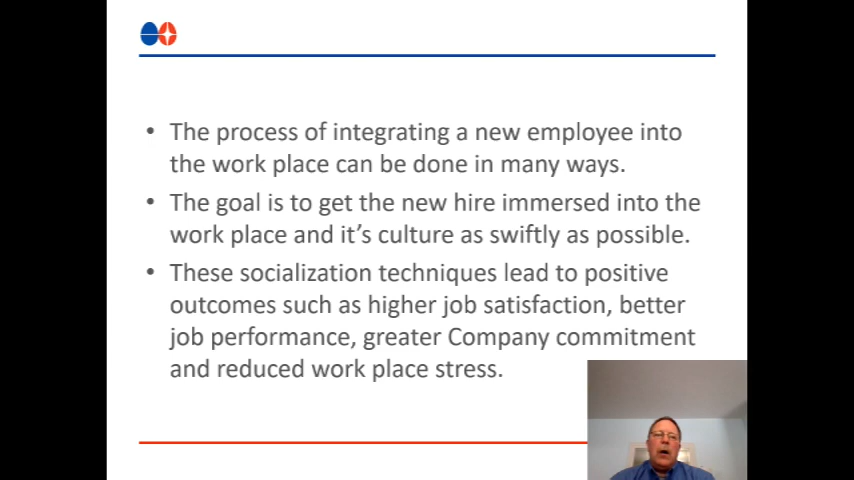 • The process of integrating a new employee into
the work place can be done in many ways.
• The goal is to get the new hire immersed into the
work place and it's culture as swiftly as possible.
• These socialization techniques lead to positive
outcomes such as higher job satisfaction, better
job performance, greater Company commitment
and reduced work place stress.